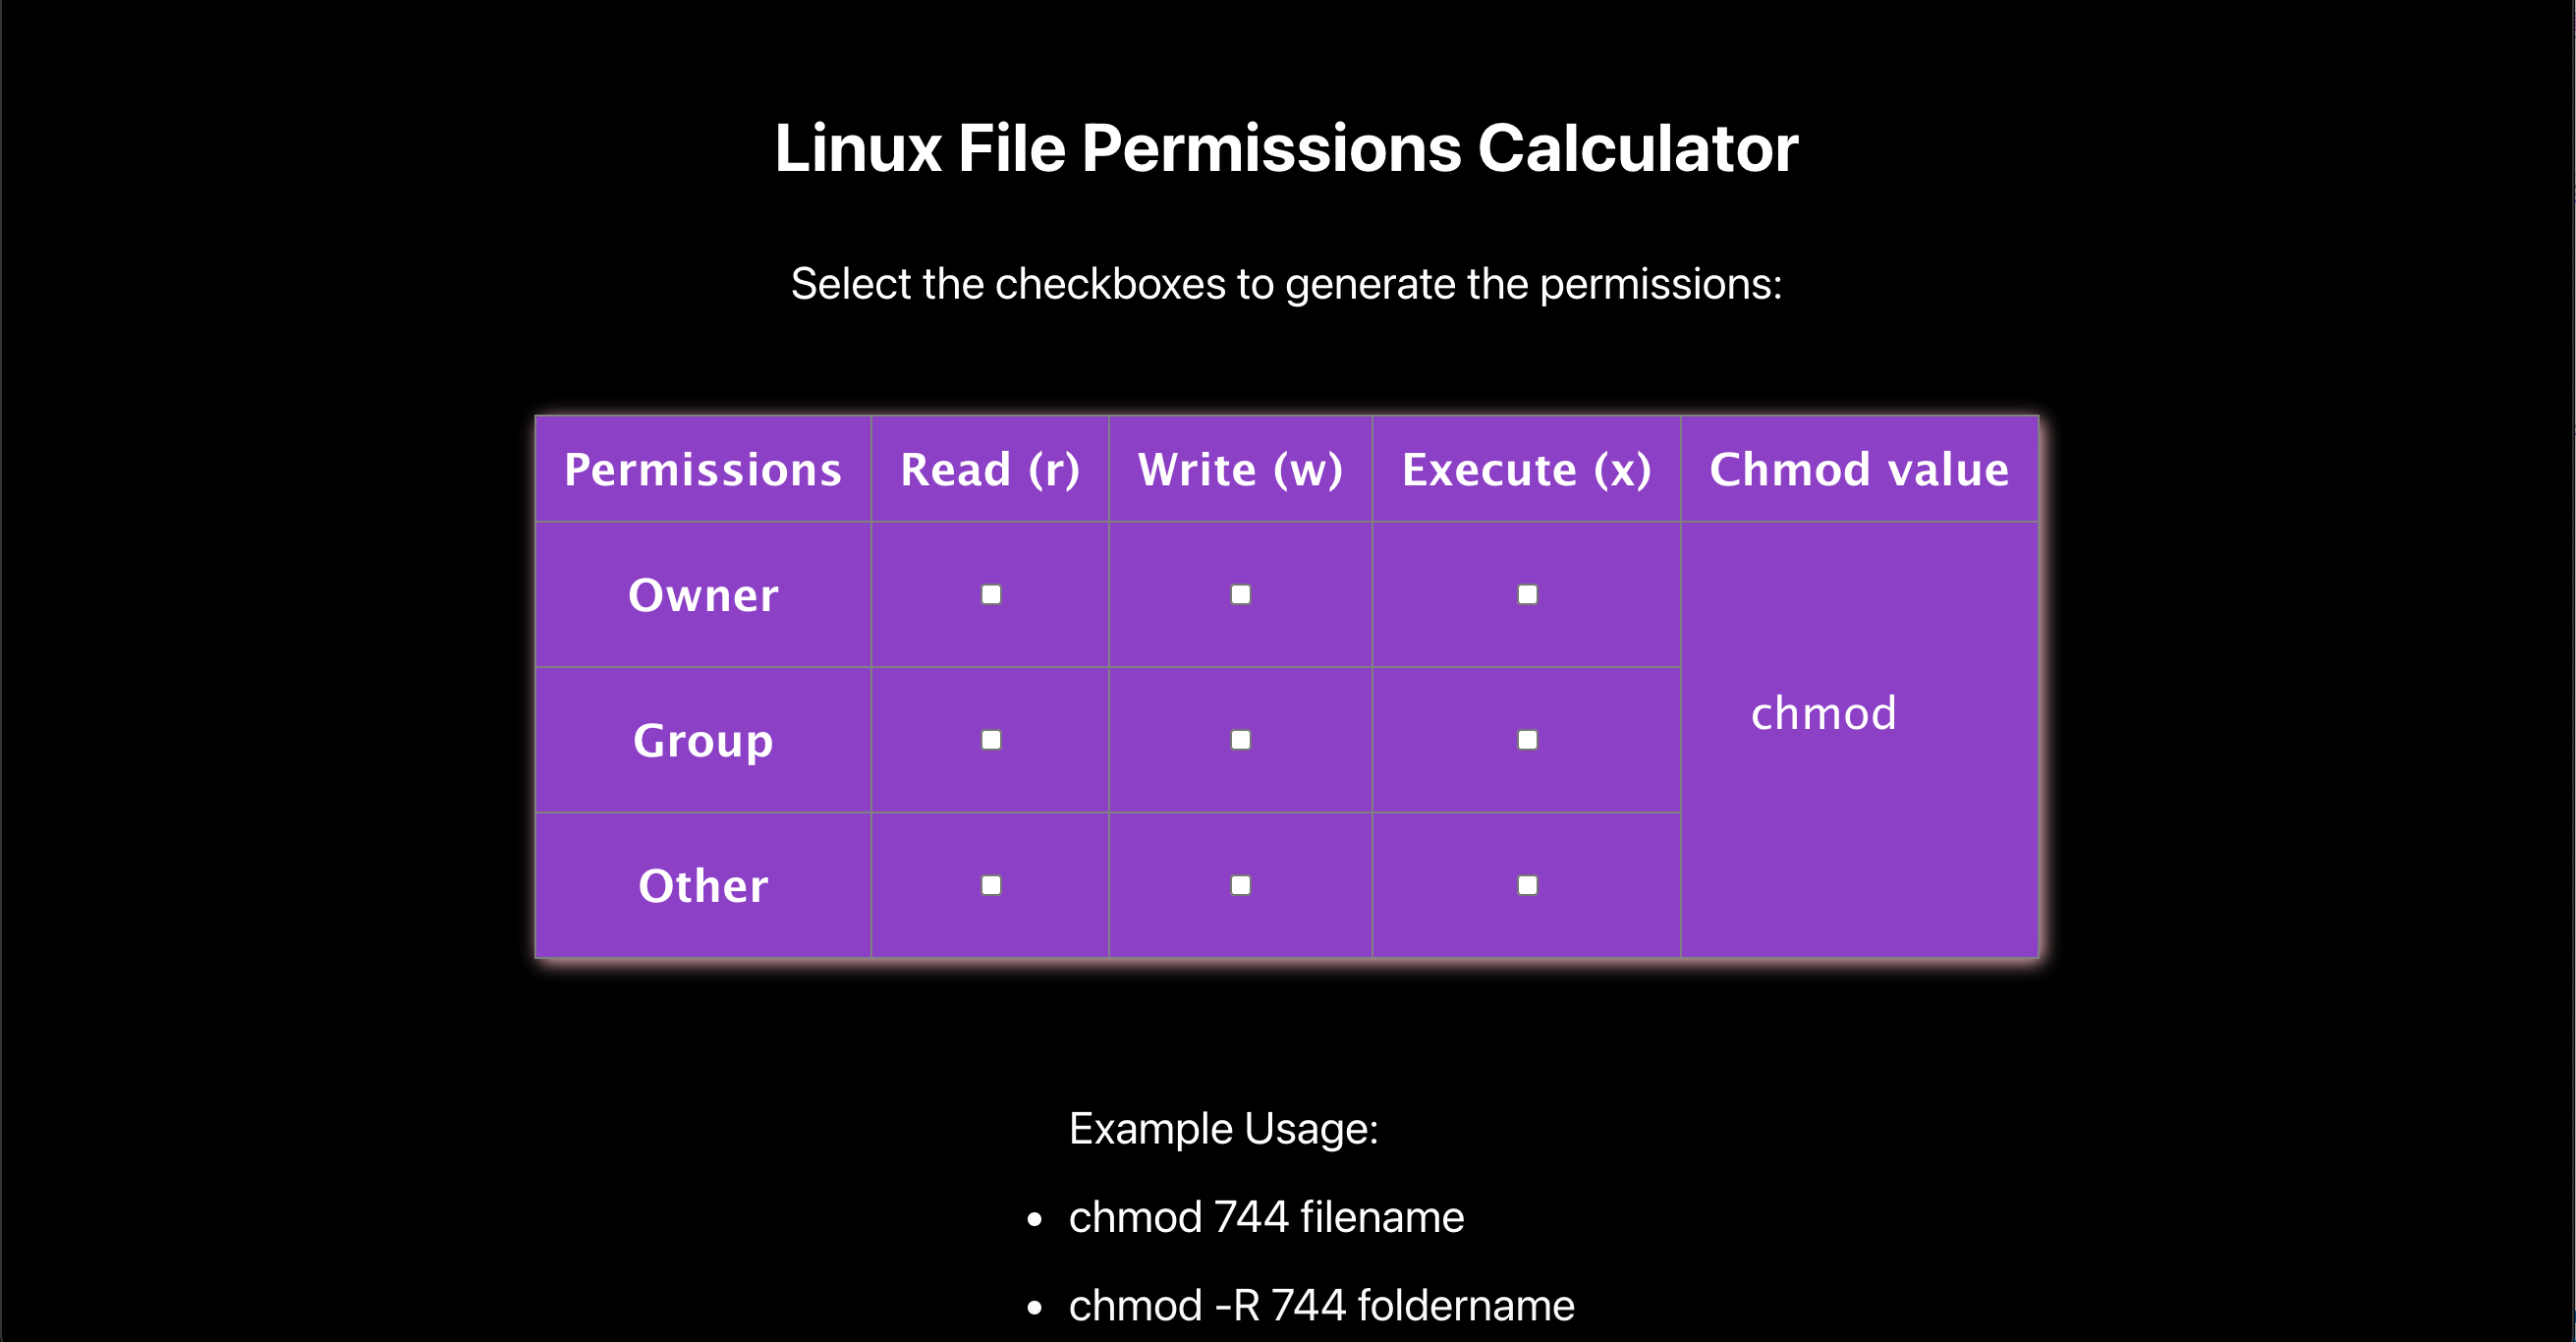 Linux File Permissions Calculator
Select the checkboxes to generate the permissions:
Permissions Read (r) Write (w) Execute (x) Chmod value
Owner
Group
chmod
Other
Example Usage:
• chmod 744 filename
• chmod -R 744 foldername